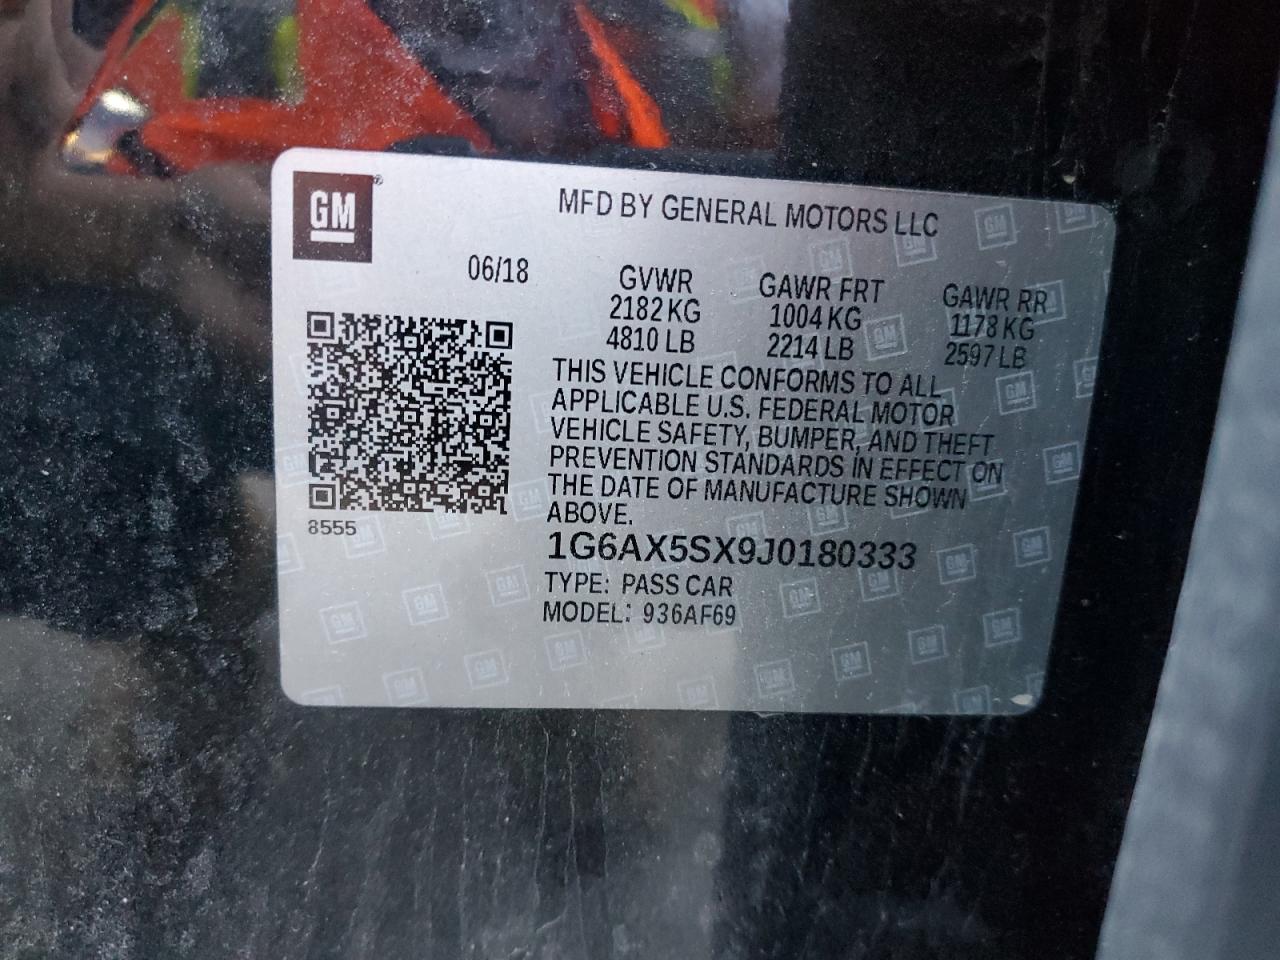 GM
MFD BY GENERAL MOTORS LLC
06/18
GVWR
2182 KG
4810 LB
GAWR FRT
1004 KG
2214 LB
GAWR RR
1178 KG
2597 LB
THIS VEHICLE CONFORMS TO ALL
APPLICABLE U.S. FEDERAL MOTOR
VEHICLE SAFETY, BUMPER, AND THEFT
PREVENTION STANDARDS IN EFFECT ON
THE DATE OF MANUFACTURE SHOWN
ABOVE.
8555
1G6AX5SX9J0180333
TYPE: PASS CAR
MODEL: 936AF69